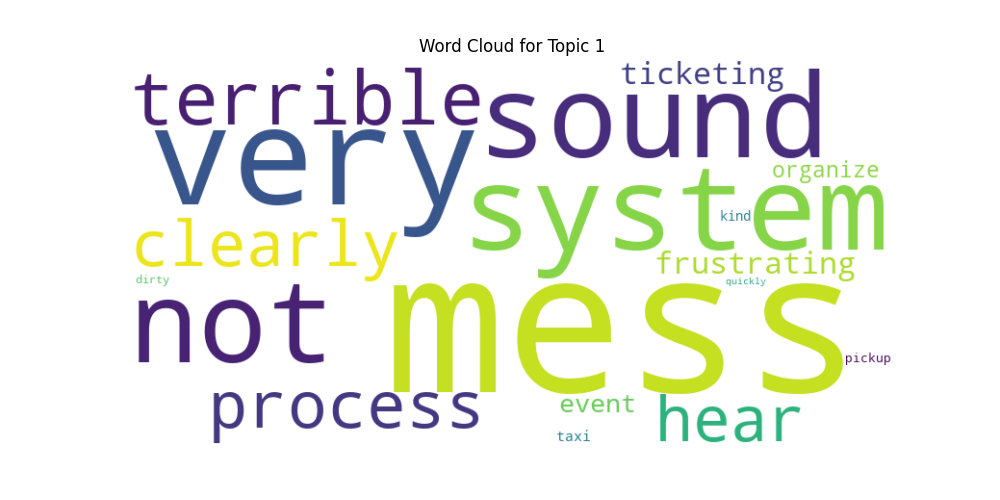 Word Cloud for Topic 1
ticketing
terrible
sound
very
organize
system
kind
clearly
frustrating
dirty
quickly
not
mess
pickup
process
event
hear
taxi